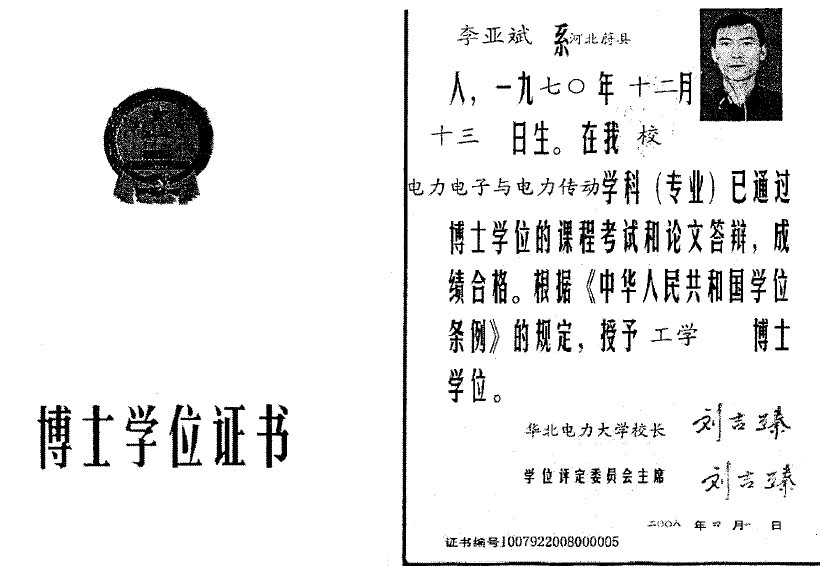 博士学位证书
李亚斌 系河北蔚县
人，一九七〇年 十二月
十三 日生。在我 校
电力电子与电力传动学科（专业）已通过
博士学位的课程考试和论文答辩，成
绩合格。根据《中华人民共和国学位
条例》的规定，授予 工学 博士
学位。
华北电力大学校长 刘吉臻
学位评定委员会主席 刘吉臻
年 月 日
证书编号1007922008000005